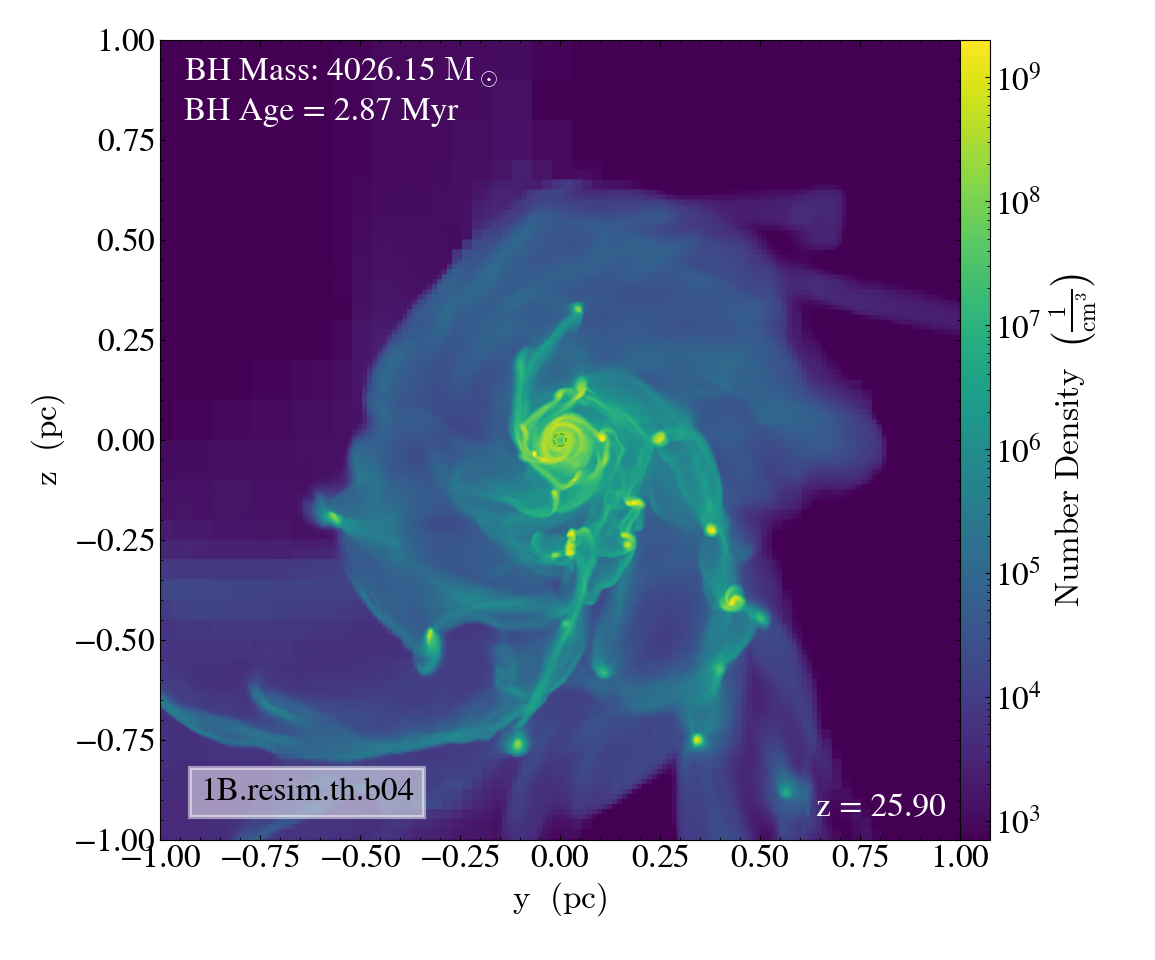 BH Mass: 4026.15 M⊙
BH Age = 2.87 Myr
1B.resim.th.b04
z = 25.90
1.00
0.75
0.50
0.25
0.00
−0.25
−0.50
−0.75
−1.00
z (pc)
−1.00 −0.75 −0.50 −0.25 0.00 0.25 0.50 0.75 1.00
y (pc)
10⁹
10⁸
10⁷
10⁶
10⁵
10⁴
10³
Number Density (1/cm³)